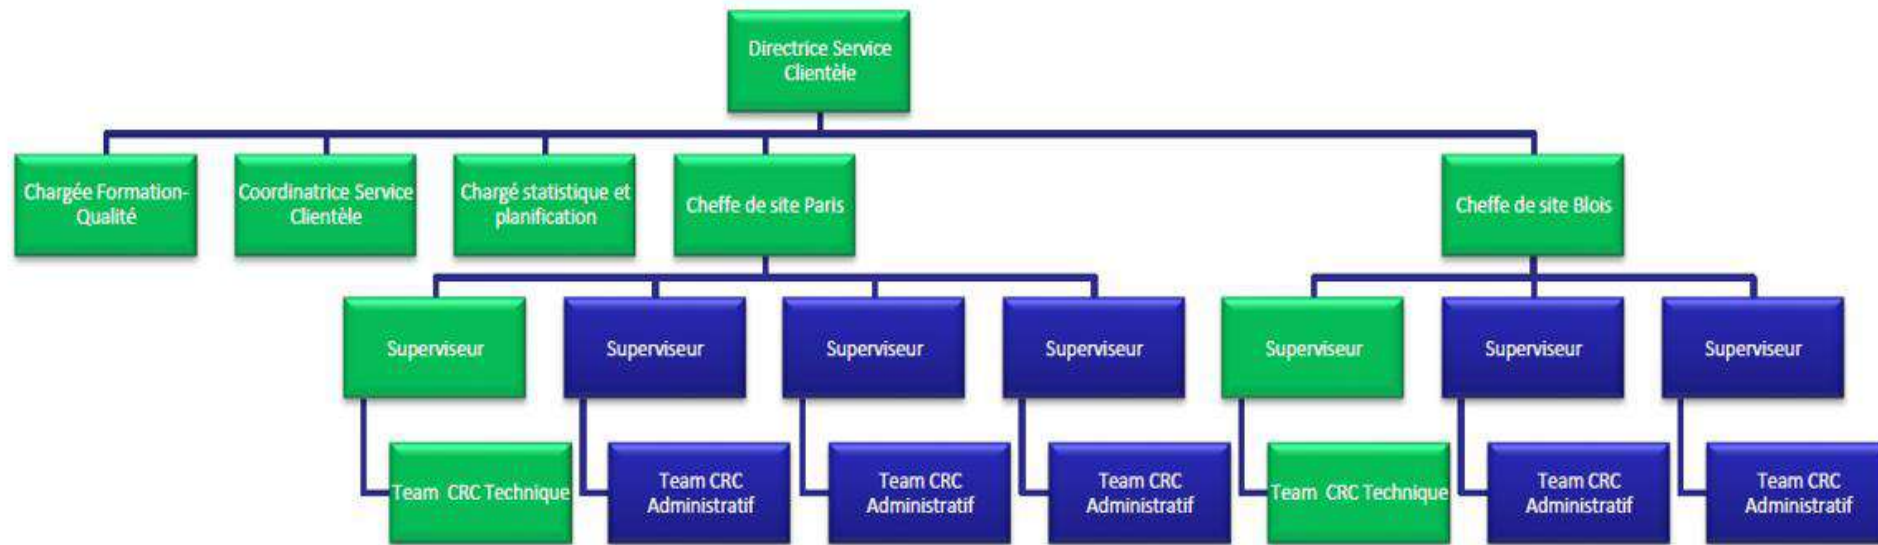 Directrice Service
Clientèle
Chargée Formation-
Qualité
Coordinatrice Service
Clientèle
Chargé statistique et
planification
Cheffe de site Paris
Cheffe de site Blois
Superviseur
Superviseur
Superviseur
Superviseur
Superviseur
Superviseur
Superviseur
Team CRC Technique
Team CRC
Administratif
Team CRC
Administratif
Team CRC
Administratif
Team CRC Technique
Team CRC
Administratif
Team CRC
Administratif